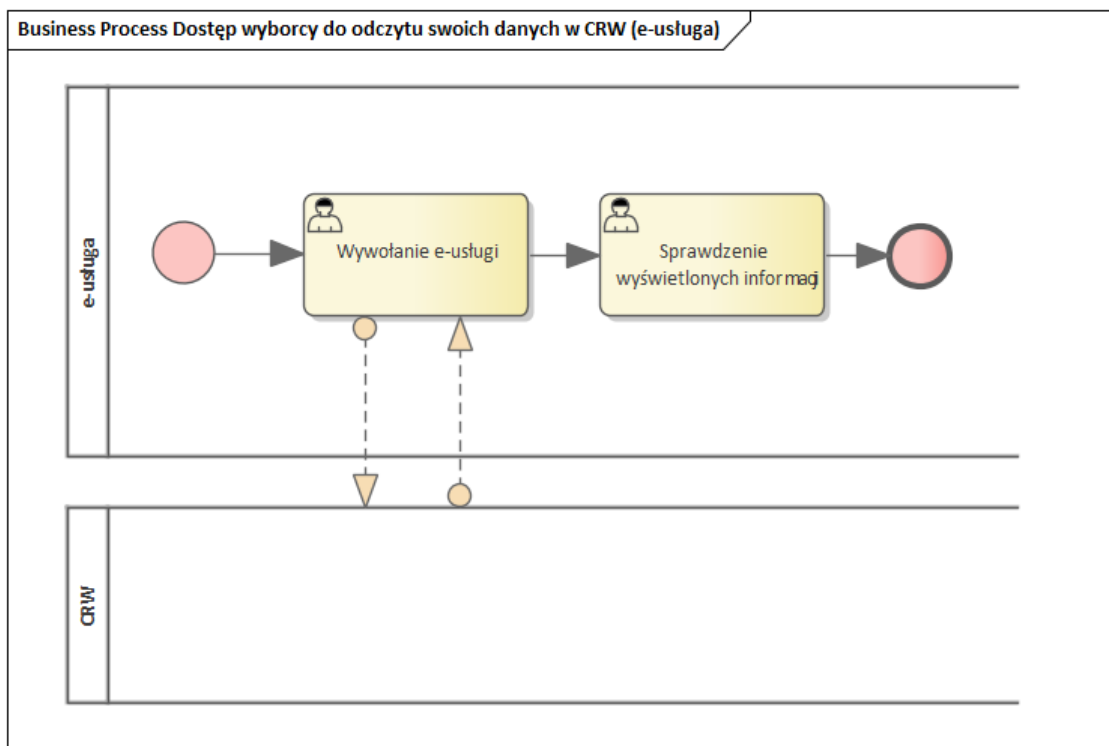 Business Process Dostęp wyborcy do odczytu swoich danych w CRW (e-usługa)
e-usługa
Wywołanie e-usługi
Sprawdzenie
wyświetlonych informacji
CRW